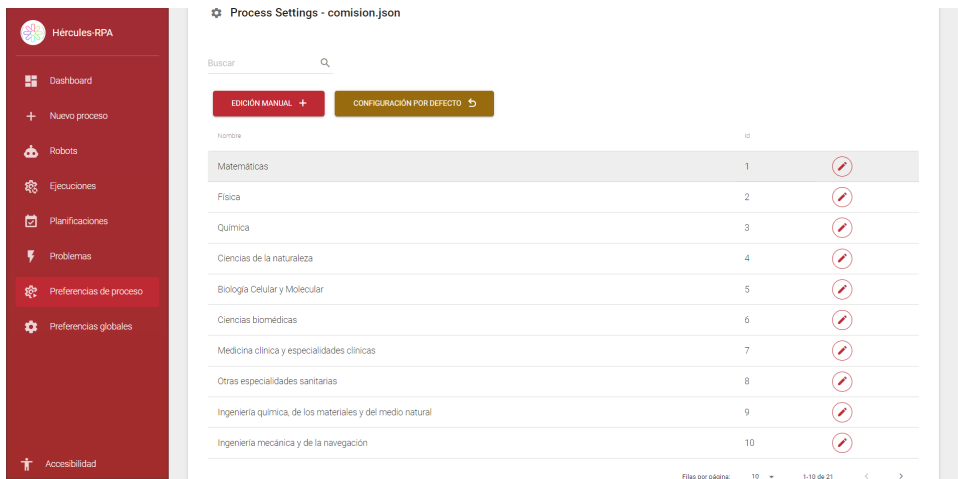 Hércules-RPA
Dashboard
Nuevo proceso
Robots
Ejecuciones
Planificaciones
Problemas
Preferencias de proceso
Preferencias globales
Accesibilidad
Process Settings - comision.json
Buscar
EDICIÓN MANUAL +
CONFIGURACIÓN POR DEFECTO
Nombre id
Matemáticas 1
Física 2
Química 3
Ciencias de la naturaleza 4
Biología Celular y Molecular 5
Ciencias biomédicas 6
Medicina clínica y especialidades clínicas 7
Otras especialidades sanitarias 8
Ingeniería química, de los materiales y del medio natural 9
Ingeniería mecánica y de la navegación 10
Filas por página: 10 1-10 de 21